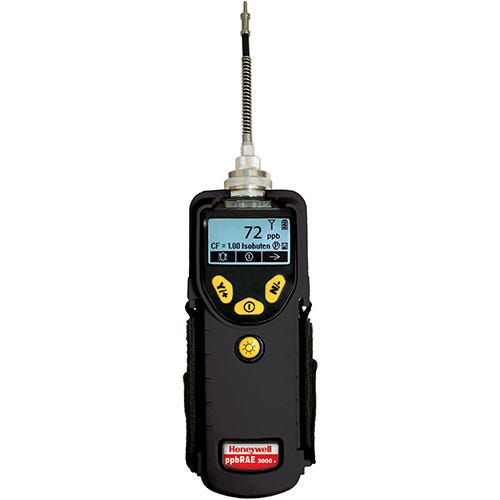 72 ppb
CF = 1.00 Isobuten
Y/+
N/-
Honeywell
ppbRAE 3000 +